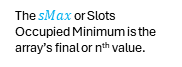 The sMax or Slots
Occupied Minimum is the
array's final or nᵗʰ value.